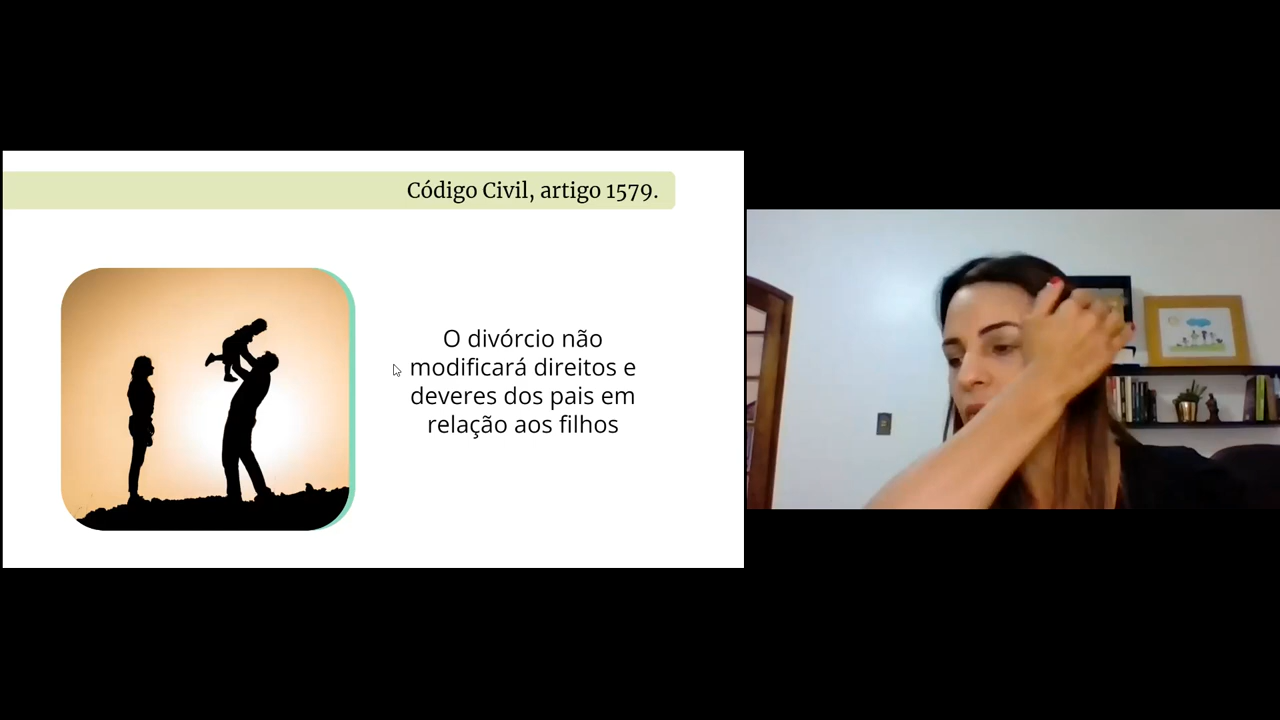 Código Civil, artigo 1579.
O divórcio não
modificará direitos e
deveres dos pais em
relação aos filhos